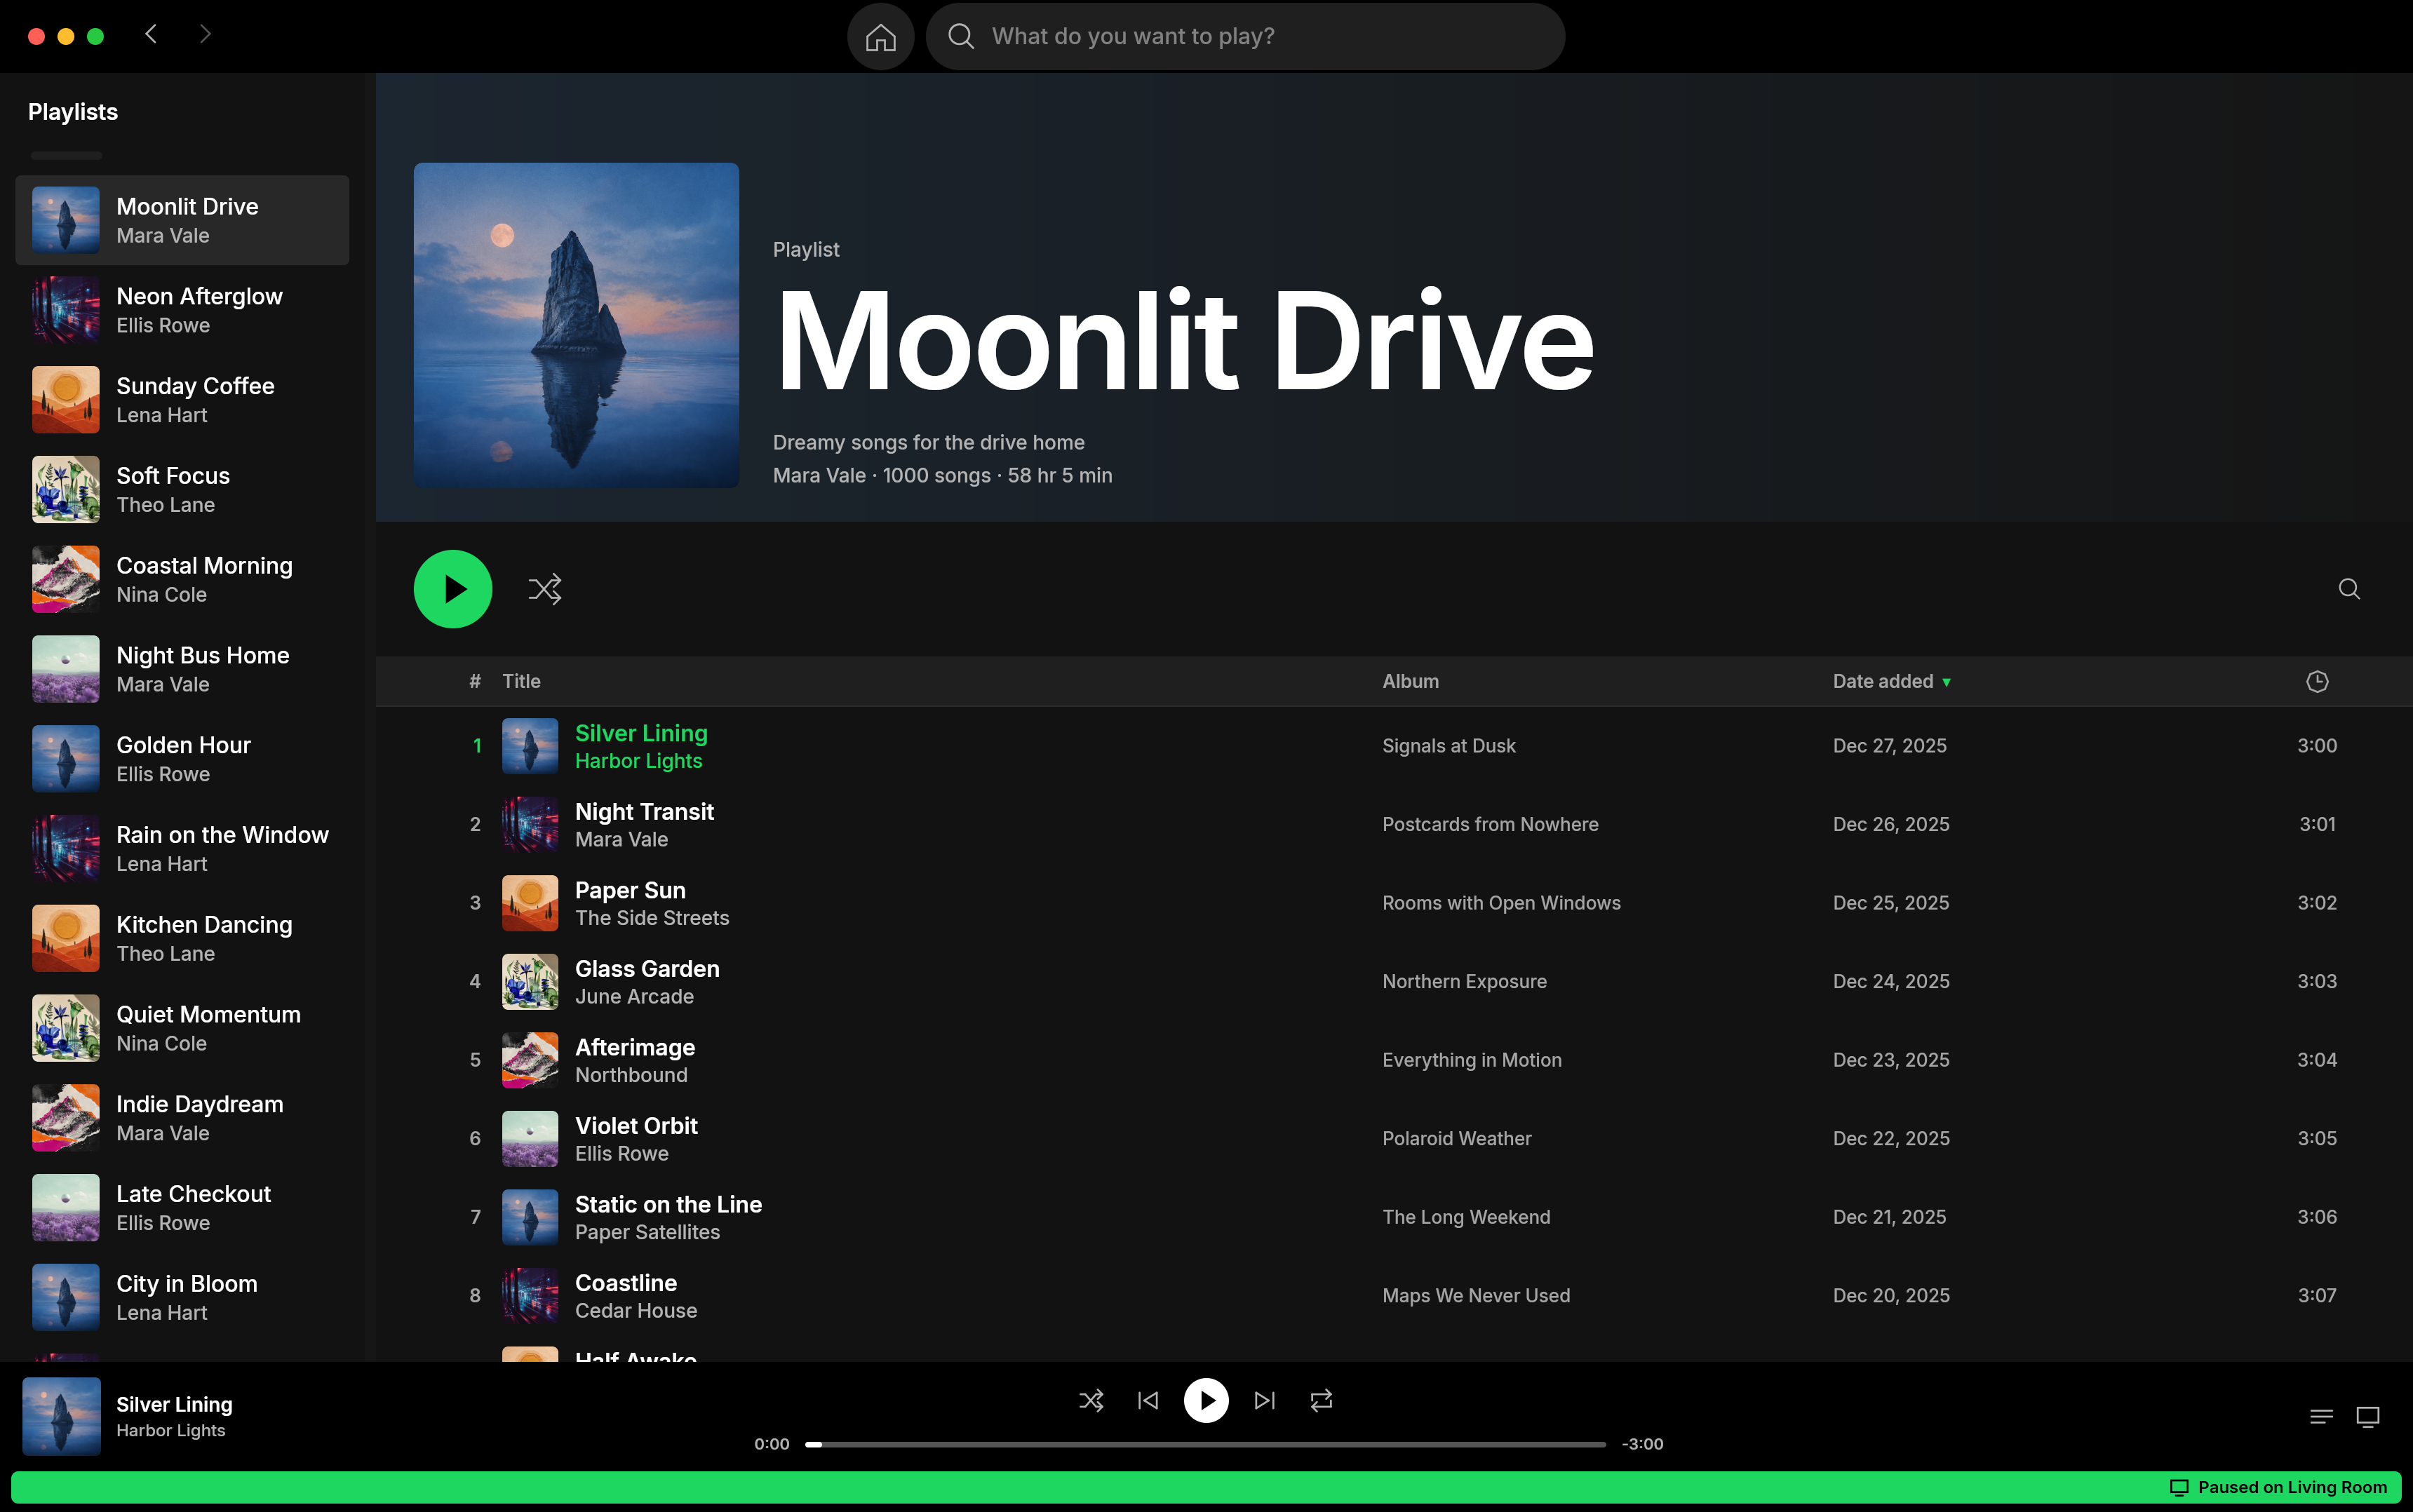 What do you want to play?
Playlists
Moonlit Drive
Mara Vale
Neon Afterglow
Ellis Rowe
Sunday Coffee
Lena Hart
Soft Focus
Theo Lane
Coastal Morning
Nina Cole
Night Bus Home
Mara Vale
Golden Hour
Ellis Rowe
Rain on the Window
Lena Hart
Kitchen Dancing
Theo Lane
Quiet Momentum
Nina Cole
Indie Daydream
Mara Vale
Late Checkout
Ellis Rowe
City in Bloom
Lena Hart
Playlist
Moonlit Drive
Dreamy songs for the drive home
Mara Vale · 1000 songs · 58 hr 5 min
# Title Album Date added ▼
1 Silver Lining Signals at Dusk Dec 27, 2025 3:00
Harbor Lights
2 Night Transit Postcards from Nowhere Dec 26, 2025 3:01
Mara Vale
3 Paper Sun Rooms with Open Windows Dec 25, 2025 3:02
The Side Streets
4 Glass Garden Northern Exposure Dec 24, 2025 3:03
June Arcade
5 Afterimage Everything in Motion Dec 23, 2025 3:04
Northbound
6 Violet Orbit Polaroid Weather Dec 22, 2025 3:05
Ellis Rowe
7 Static on the Line The Long Weekend Dec 21, 2025 3:06
Paper Satellites
8 Coastline Maps We Never Used Dec 20, 2025 3:07
Cedar House
Half Awake
Silver Lining
Harbor Lights
0:00 -3:00
Paused on Living Room